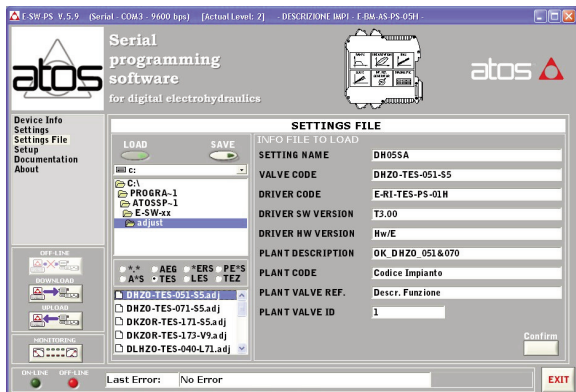 E-SW-PS V.5.9 (Serial - COM3 - 9600 bps) [Actual Level: 2] - DESCRIZIONE IMPI - E-BM-AS-PS-05H -
atos
Serial
programming
software
for digital electrohydraulics
atos
Device Info
Settings
Settings File
Setup
Documentation
About
OFF-LINE
DOWNLOAD
UPLOAD
MONITORING
SETTINGS FILE
LOAD
SAVE
c:
C:\
PROGRA~1
ATOSSP~1
E-SW-xx
adjust
*.* AEG *ERS PE*S
A*S TES LES TEZ
DHZO-TES-051-S5.adj
DHZO-TES-071-S5.adj
DKZOR-TES-171-S5.adj
DKZOR-TES-173-V9.adj
DLHZO-TES-040-L71.adj
INFO FILE TO LOAD
SETTING NAME DH05SA
VALVE CODE DHZO-TES-051-S5
DRIVER CODE E-RI-TES-PS-01H
DRIVER SW VERSION T3.00
DRIVER HW VERSION Hw/E
PLANT DESCRIPTION OK_DHZO_051&070
PLANT CODE Codice Impianto
PLANT VALVE REF. Descr. Funzione
PLANT VALVE ID 1
Confirm
ON-LINE OFF-LINE
Last Error: No Error
EXIT